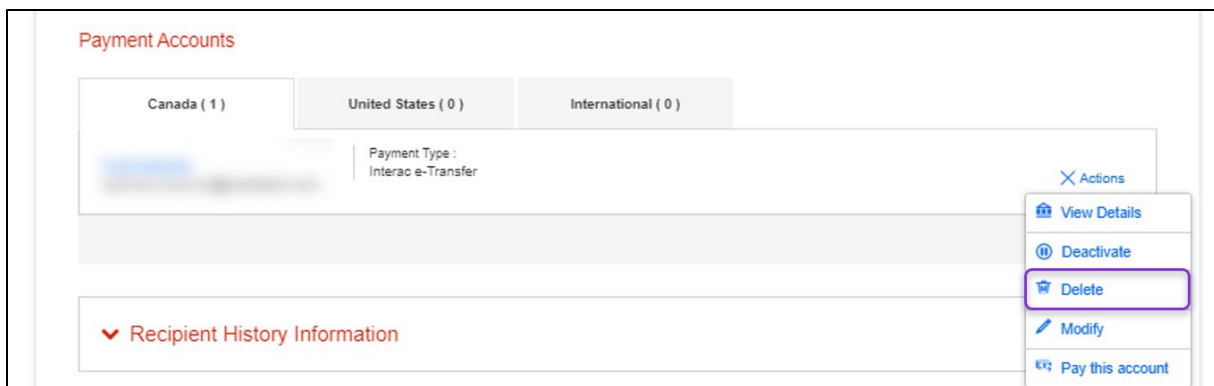 Payment Accounts
Canada ( 1 )
United States ( 0 )
International ( 0 )
Payment Type :
Interac e-Transfer
Actions
View Details
Deactivate
Delete
Modify
Pay this account
Recipient History Information